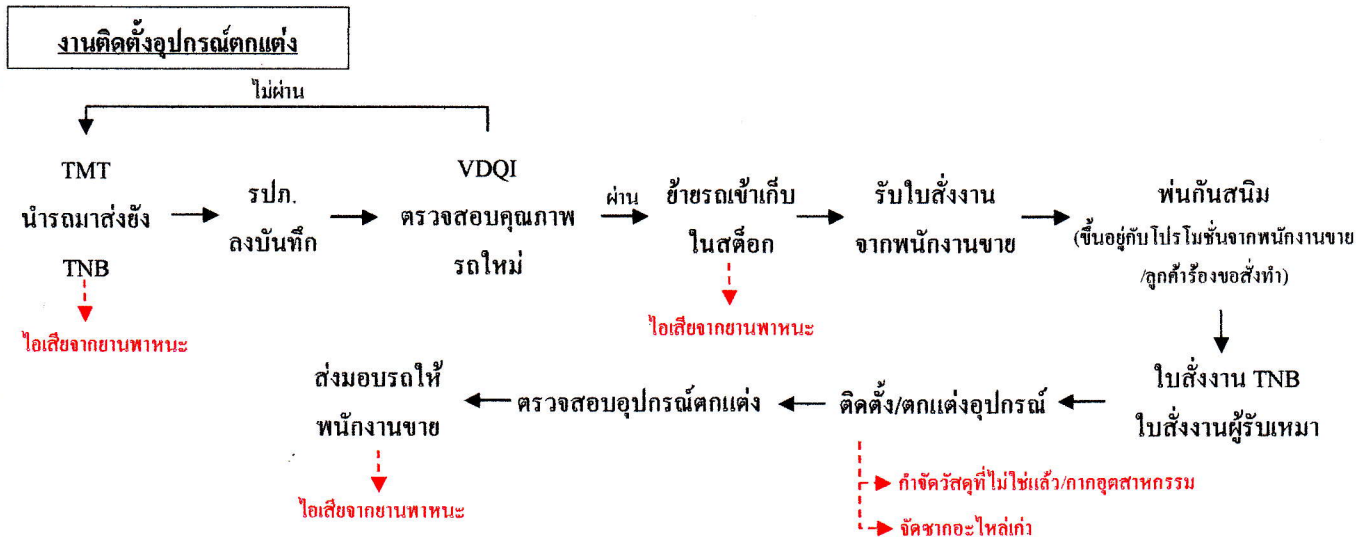 งานติดตั้งอุปกรณ์ตกแต่ง
ไม่ผ่าน
TMT
นำรถมาส่งยัง
TNB
ไอเสียจากยานพาหนะ
รปภ.
ลงบันทึก
VDQI
ตรวจสอบคุณภาพ
รถใหม่
ผ่าน
ย้ายรถเข้าเก็บ
ในสต็อก
ไอเสียจากยานพาหนะ
รับใบสั่งงาน
จากพนักงานขาย
พ่นกันสนิม
(ขึ้นอยู่กับโปรโมชั่นจากพนักงานขาย
/ลูกค้าร้องขอสั่งทำ)
ใบสั่งงาน TNB
ใบสั่งงานผู้รับเหมา
ติดตั้ง/ตกแต่งอุปกรณ์
กำจัดวัสดุที่ไม่ใช่แล้ว/กากอุตสาหกรรม
จัดซากอะไหล่เก่า
ตรวจสอบอุปกรณ์ตกแต่ง
ส่งมอบรถให้
พนักงานขาย
ไอเสียจากยานพาหนะ